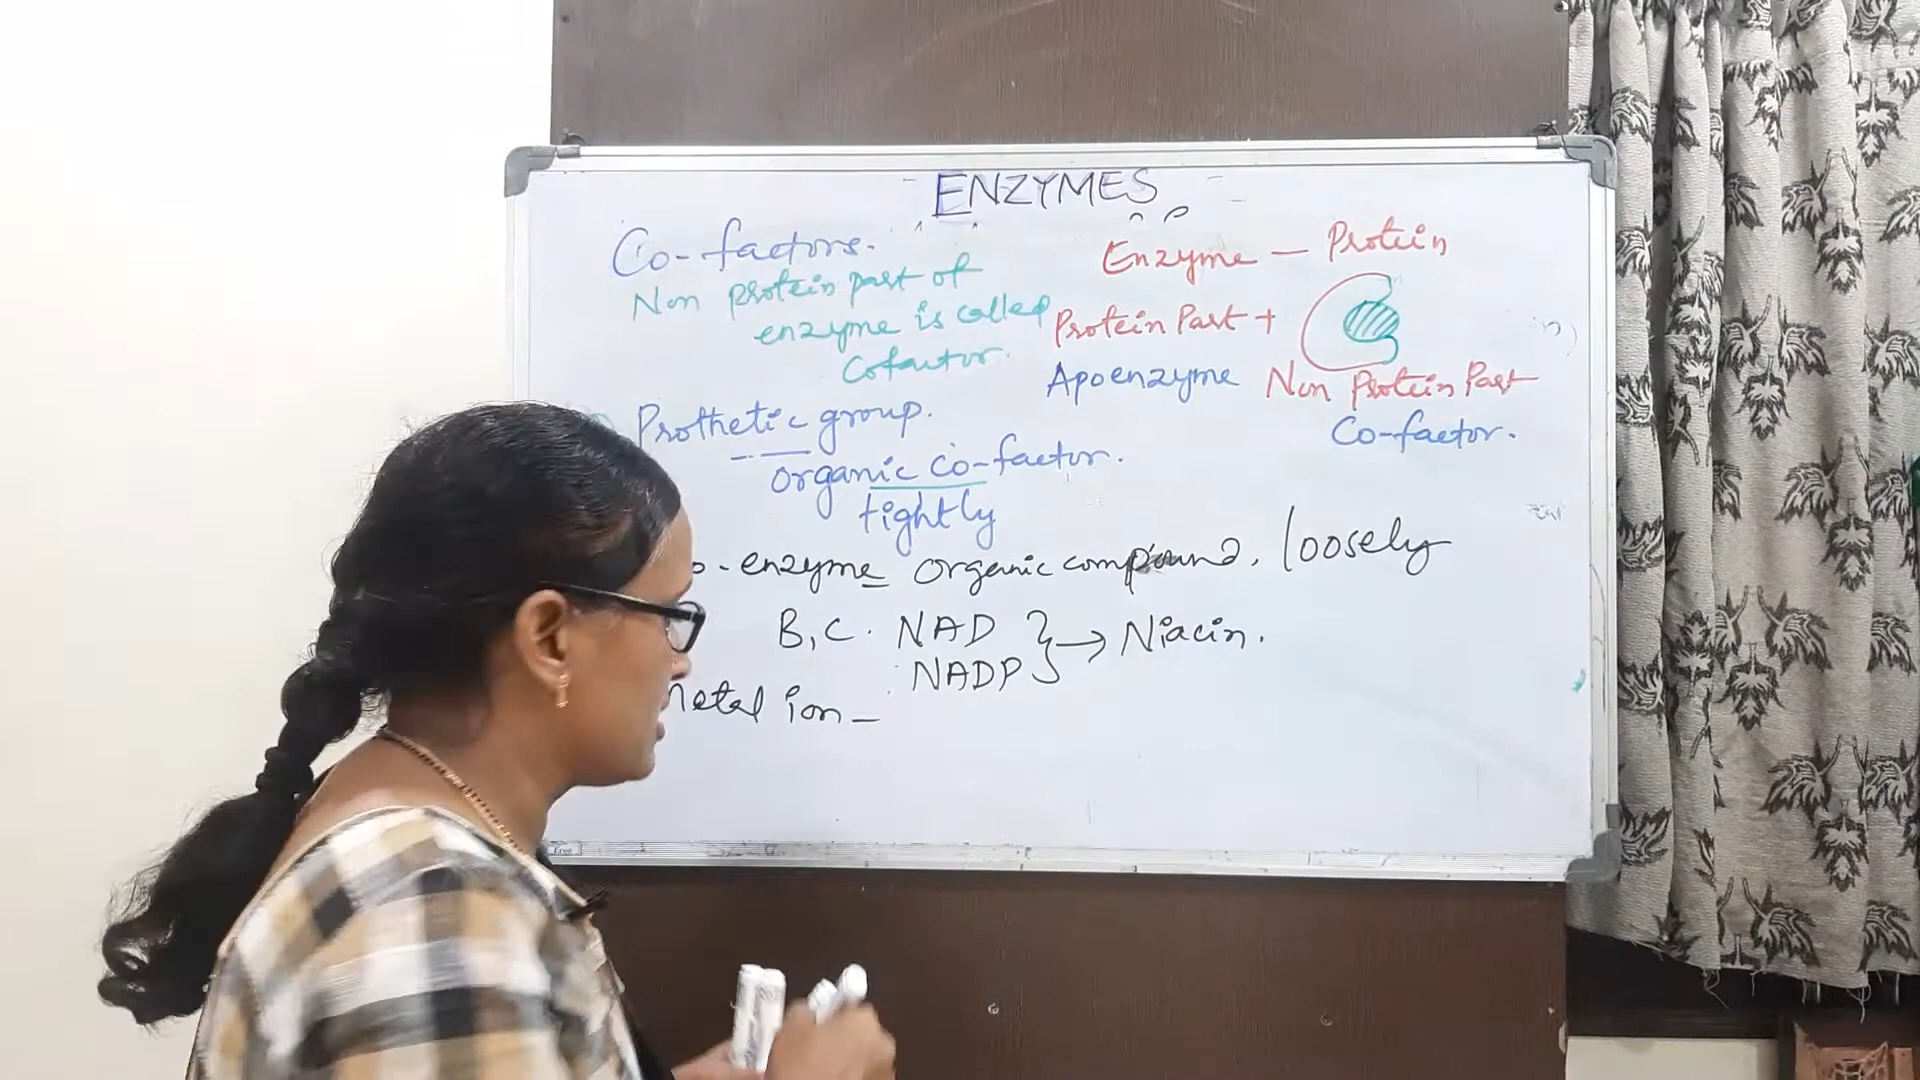 ENZYMES
Co-factors.
Non protein part of
enzyme is called
Cofactor.
Enzyme – Protein
Protein Part +
Apoenzyme
Non Protein Part
Co-factor.
Prothetic group.
organic co-factor.
tightly
o-enzyme organic compound. loosely
B, C. NAD } → Niacin.
NADP
Metal ion –